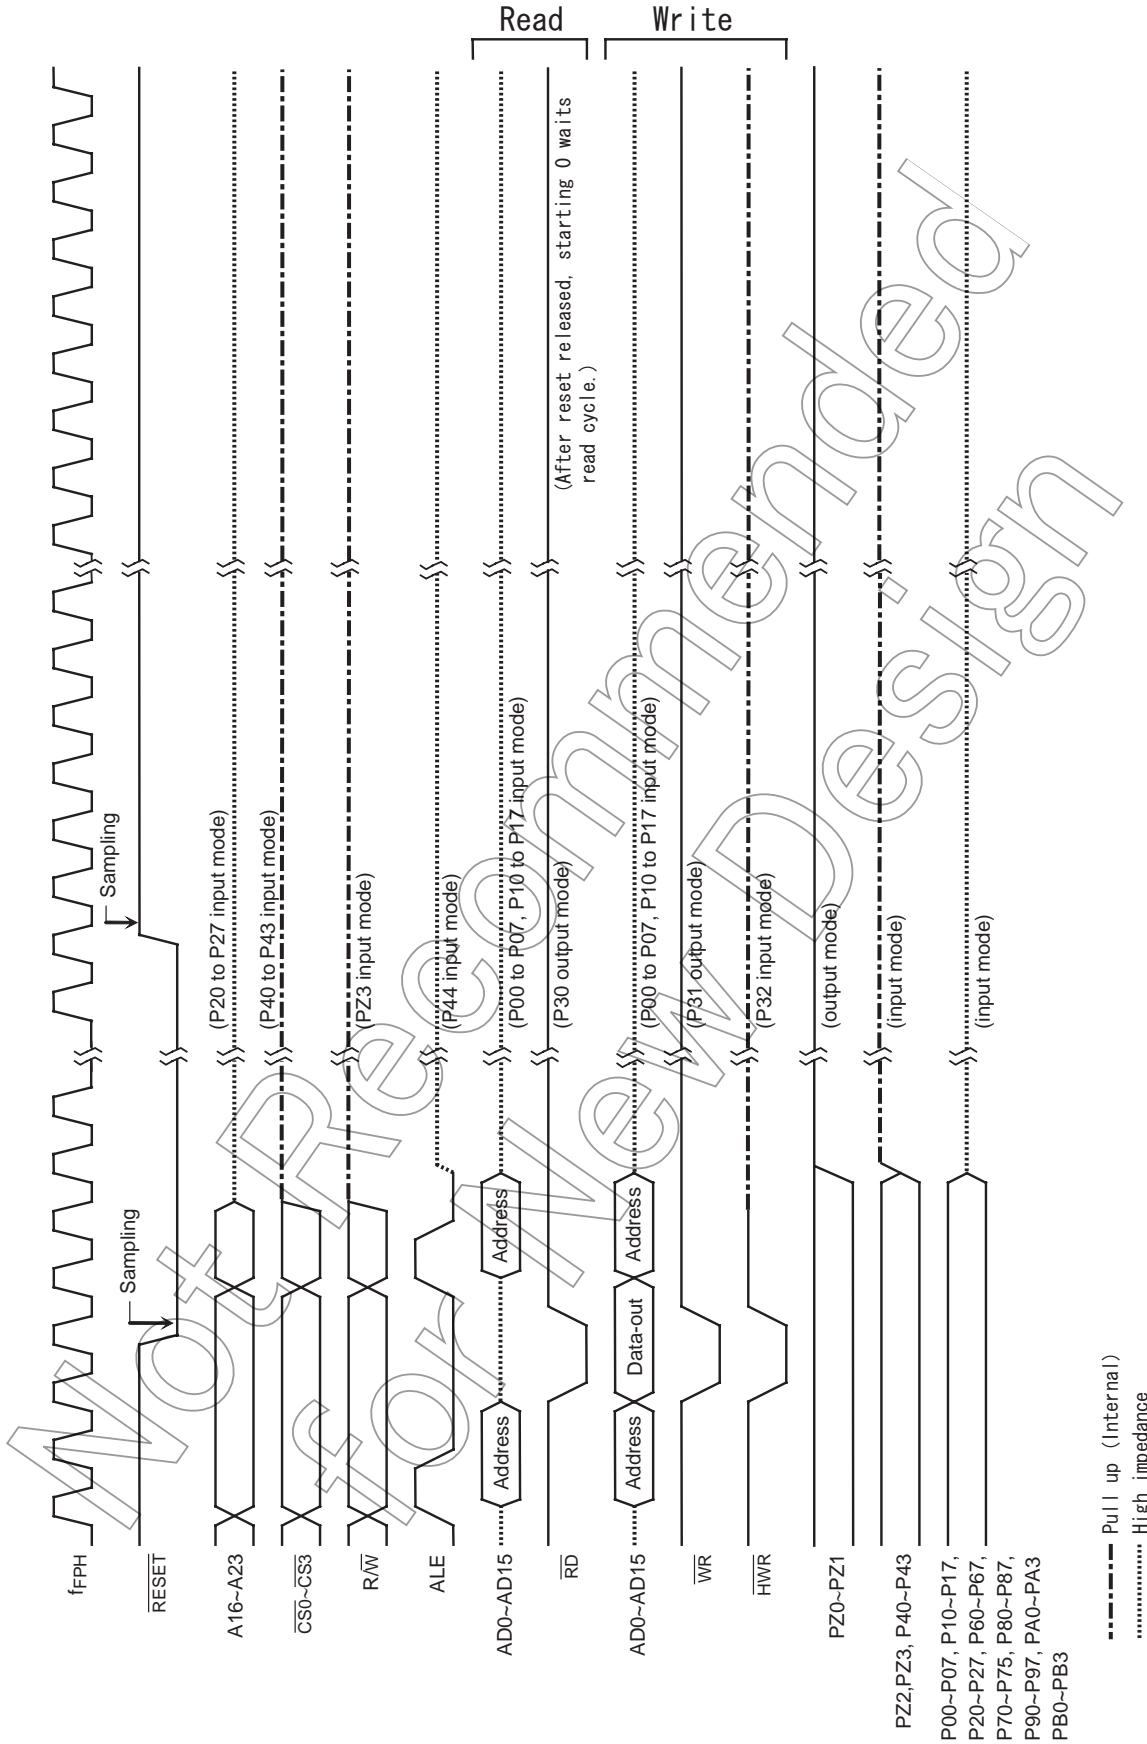 Read
Write
fFPH
RESET
Sampling
Sampling
A16~A23
(P20 to P27 input mode)
CS0~CS3
(P40 to P43 input mode)
R/W
(PZ3 input mode)
ALE
(P44 input mode)
AD0~AD15
Address
Address
(P00 to P07, P10 to P17 input mode)
RD
(P30 output mode)
(After reset released, starting 0 waits
read cycle.)
AD0~AD15
Address
Data-out
Address
(P00 to P07, P10 to P17 input mode)
WR
(P31 output mode)
HWR
(P32 input mode)
PZ0~PZ1
(output mode)
PZ2,PZ3, P40~P43
(input mode)
P00~P07, P10~P17,
P20~P27, P60~P67,
P70~P75, P80~P87,
P90~P97, PA0~PA3
PB0~PB3
(input mode)
Pull up (Internal)
High impedance
Not Recommended
for New Design